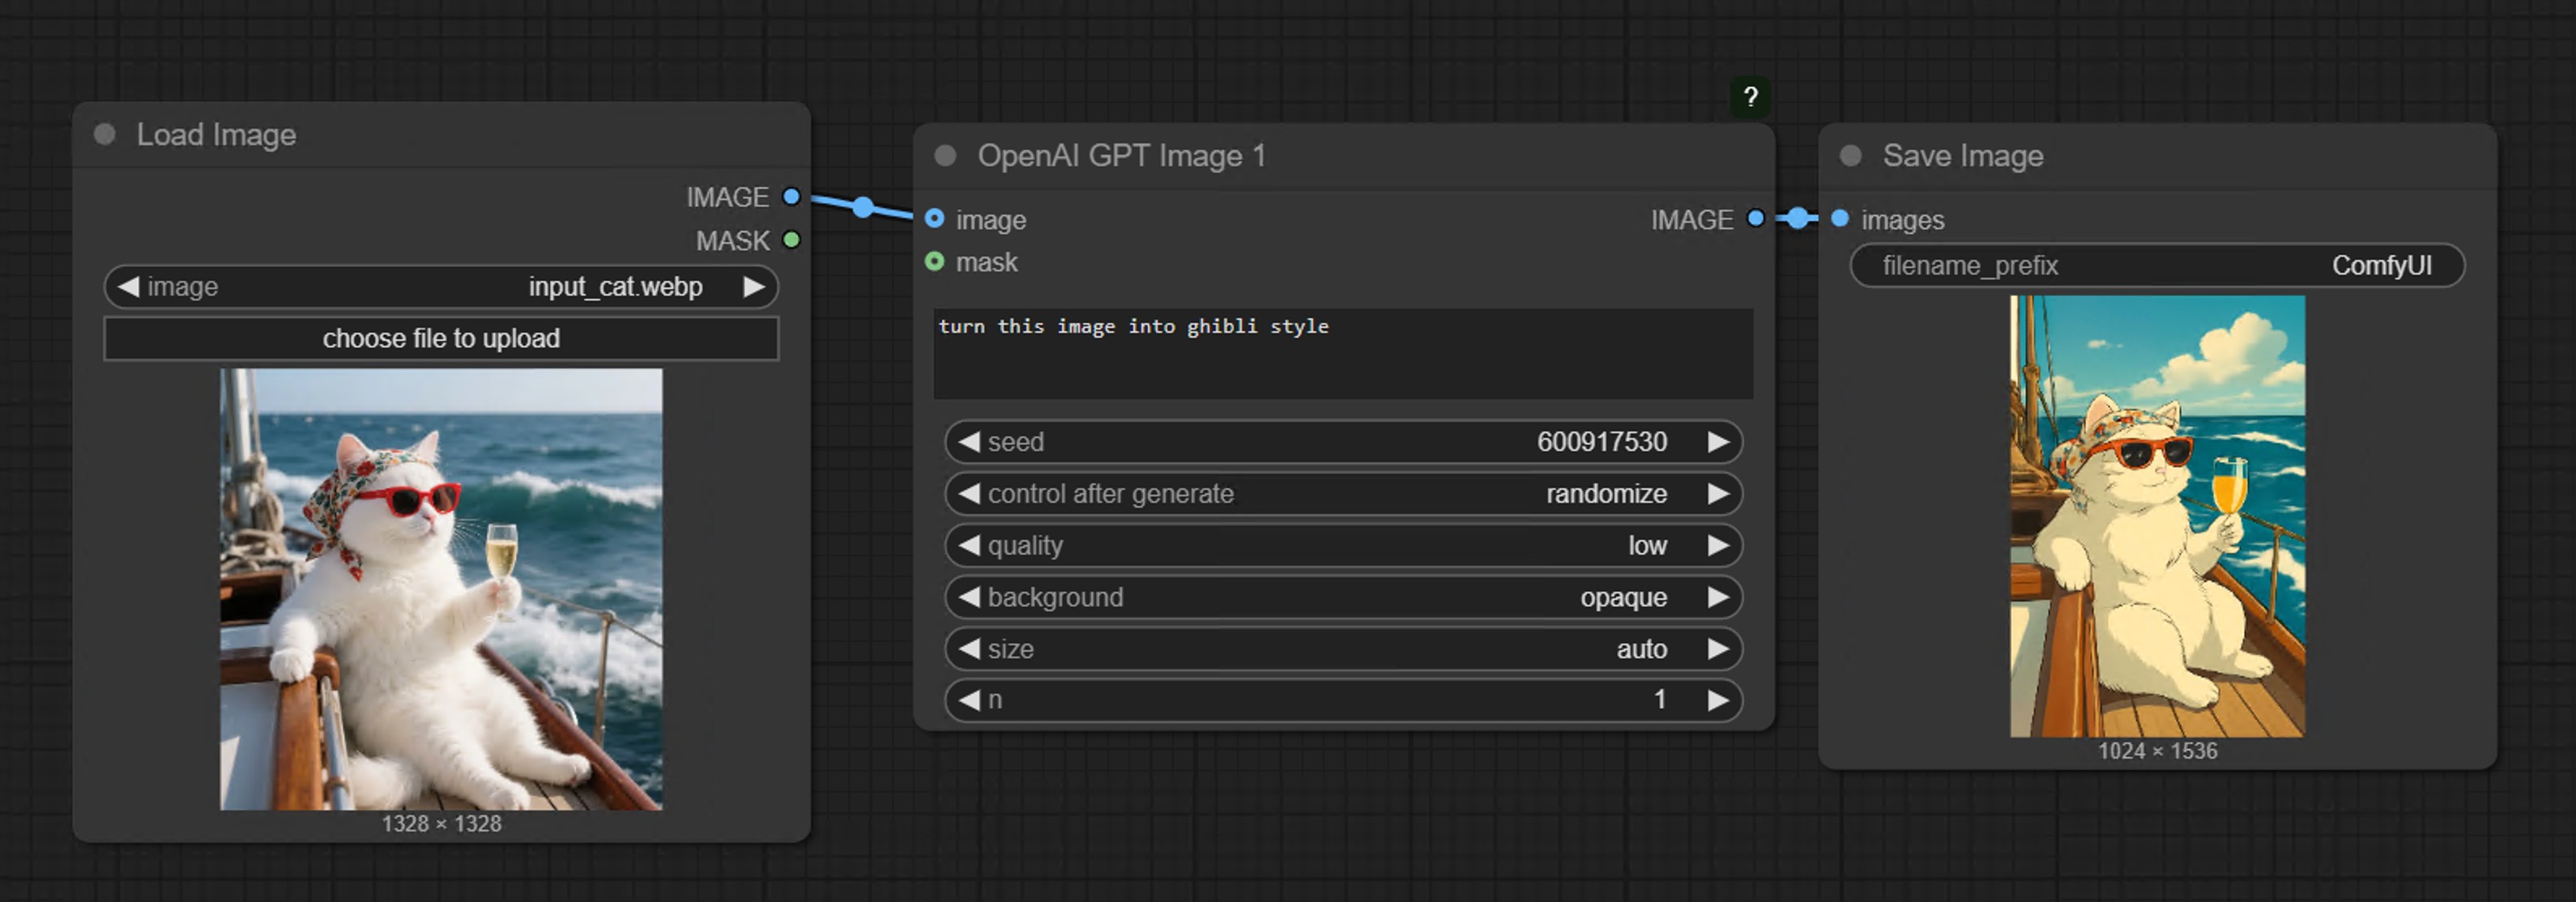 Load Image
IMAGE
MASK
image input_cat.webp
choose file to upload
1328 × 1328
?
OpenAI GPT Image 1
image IMAGE
mask
turn this image into ghibli style
seed 600917530
control after generate randomize
quality low
background opaque
size auto
n 1
Save Image
images
filename_prefix ComfyUI
1024 × 1536